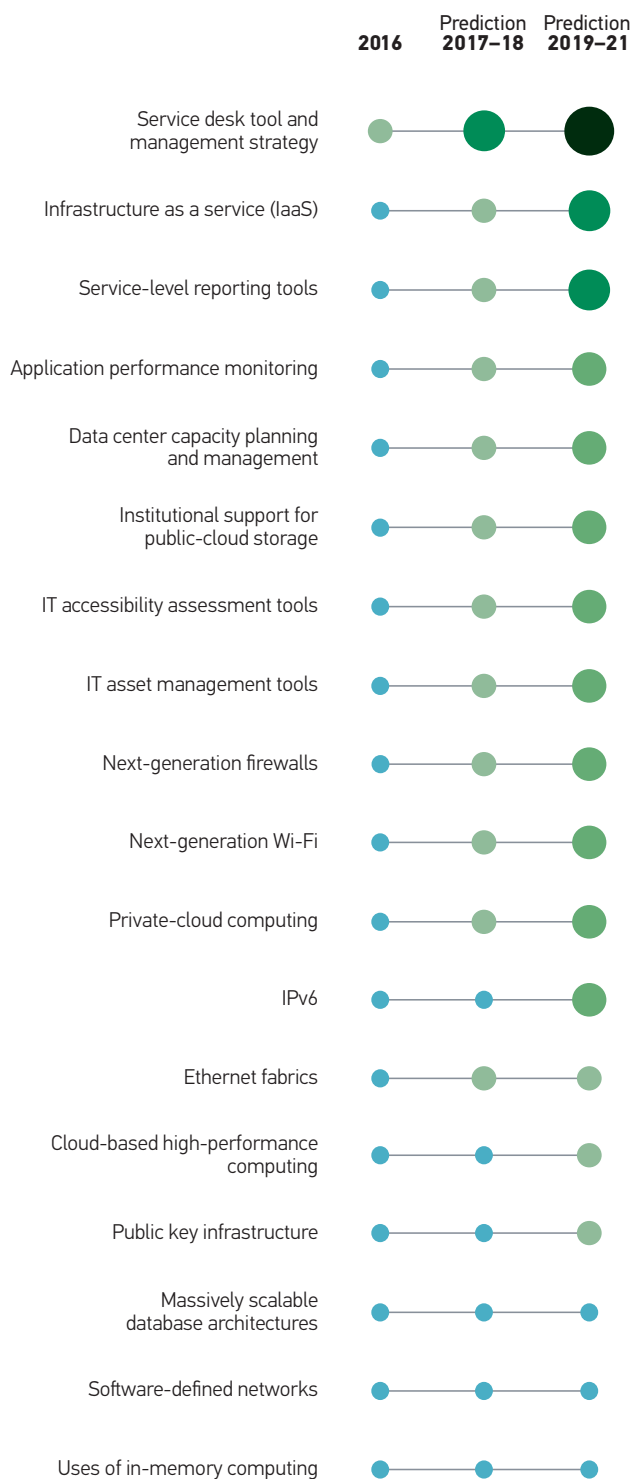 Prediction Prediction
2016 2017–18 2019–21
Service desk tool and
management strategy
Infrastructure as a service (IaaS)
Service-level reporting tools
Application performance monitoring
Data center capacity planning
and management
Institutional support for
public-cloud storage
IT accessibility assessment tools
IT asset management tools
Next-generation firewalls
Next-generation Wi-Fi
Private-cloud computing
IPv6
Ethernet fabrics
Cloud-based high-performance
computing
Public key infrastructure
Massively scalable
database architectures
Software-defined networks
Uses of in-memory computing